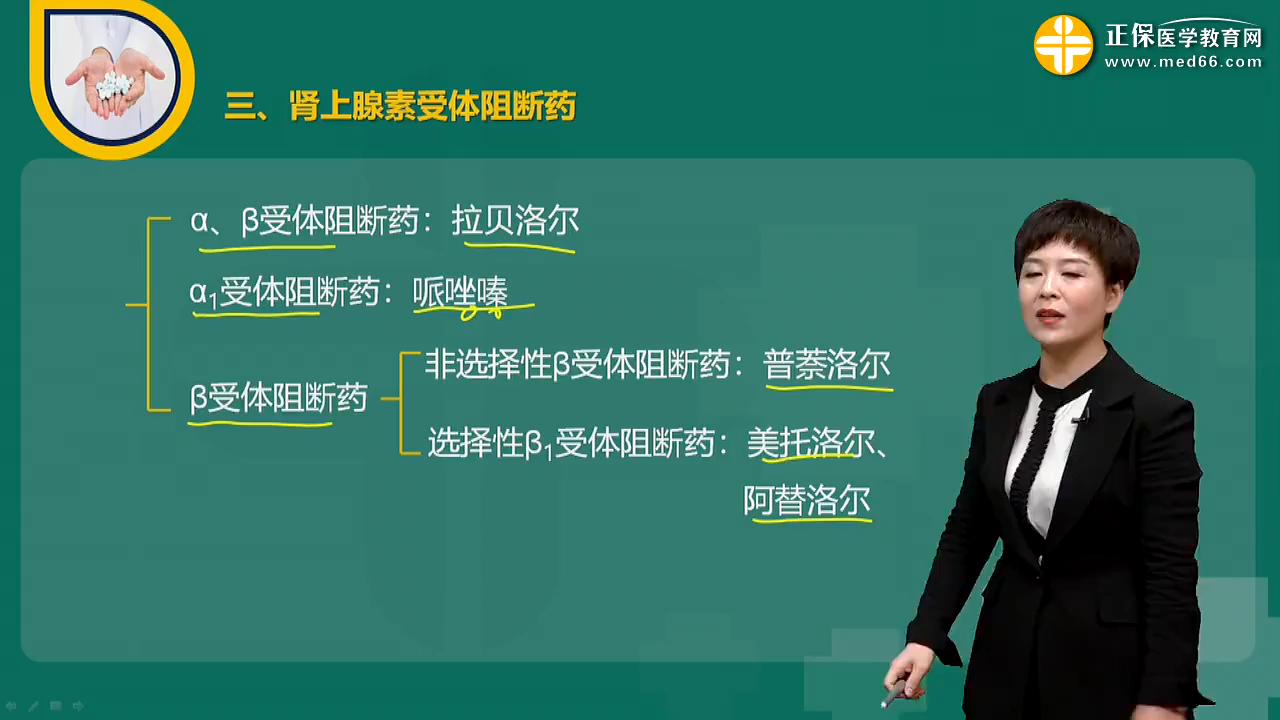 正保医学教育网
www.med66.com
三、肾上腺素受体阻断药
α、β受体阻断药：拉贝洛尔
α₁受体阻断药：哌唑嗪
β受体阻断药
非选择性β受体阻断药：普萘洛尔
选择性β₁受体阻断药：美托洛尔、
阿替洛尔